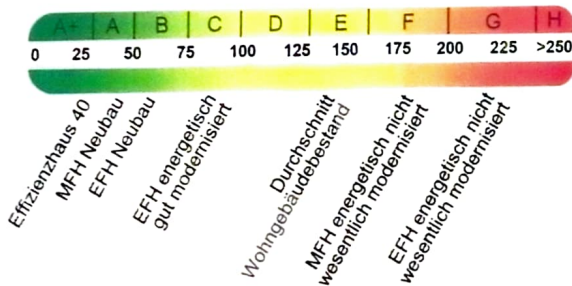 A+ A B C D E F G H
0 25 50 75 100 125 150 175 200 225 >250
Effizienzhaus 40
MFH Neubau
EFH Neubau
EFH energetisch
gut modernisiert
Durchschnitt
Wohngebäudebestand
MFH energetisch nicht
wesentlich modernisiert
EFH energetisch nicht
wesentlich modernisiert